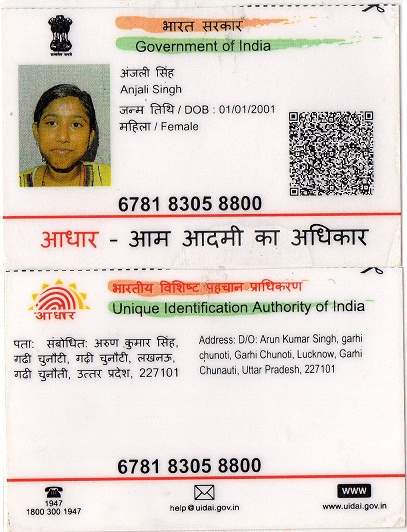 भारत सरकार
Government of India
अंजली सिंह
Anjali Singh
जन्म तिथि / DOB : 01/01/2001
महिला / Female
6781 8305 8800
आधार - आम आदमी का अधिकार
भारतीय विशिष्ट पहचान प्राधिकरण
Unique Identification Authority of India
आधार
पता: संबोधित: अरुण कुमार सिंह,
गढी चुनौटी, गढ़ी चुनौटी, लखनऊ,
गढी चुनौती, उत्तर प्रदेश, 227101
Address: D/O: Arun Kumar Singh, garhi
chunoti, Garhi Chunoti, Lucknow, Garhi
Chunauti, Uttar Pradesh, 227101
6781 8305 8800
1947
1800 300 1947
help@uidai.gov.in
WWW
www.uidai.gov.in